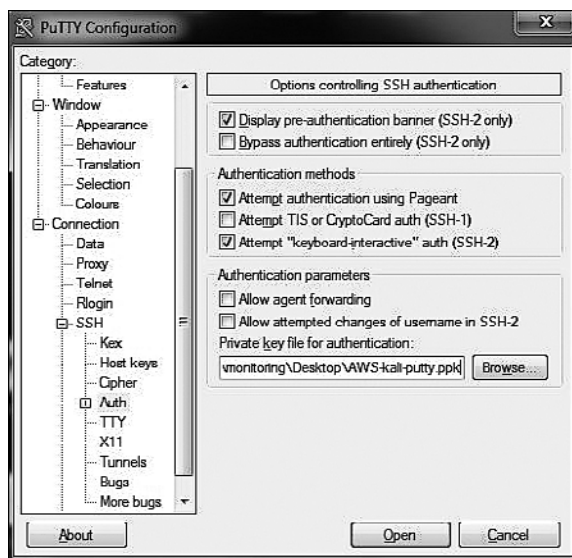 PuTTY Configuration
Category:
Features
Window
Appearance
Behaviour
Translation
Selection
Colours
Connection
Data
Proxy
Telnet
Rlogin
SSH
Kex
Host keys
Cipher
Auth
TTY
X11
Tunnels
Bugs
More bugs
Options controlling SSH authentication
Display pre-authentication banner (SSH-2 only)
Bypass authentication entirely (SSH-2 only)
Authentication methods
Attempt authentication using Pageant
Attempt TIS or CryptoCard auth (SSH-1)
Attempt "keyboard-interactive" auth (SSH-2)
Authentication parameters
Allow agent forwarding
Allow attempted changes of username in SSH-2
Private key file for authentication:
vmonitoring\Desktop\AWS-kali-putty.ppk
Browse...
About
Open
Cancel